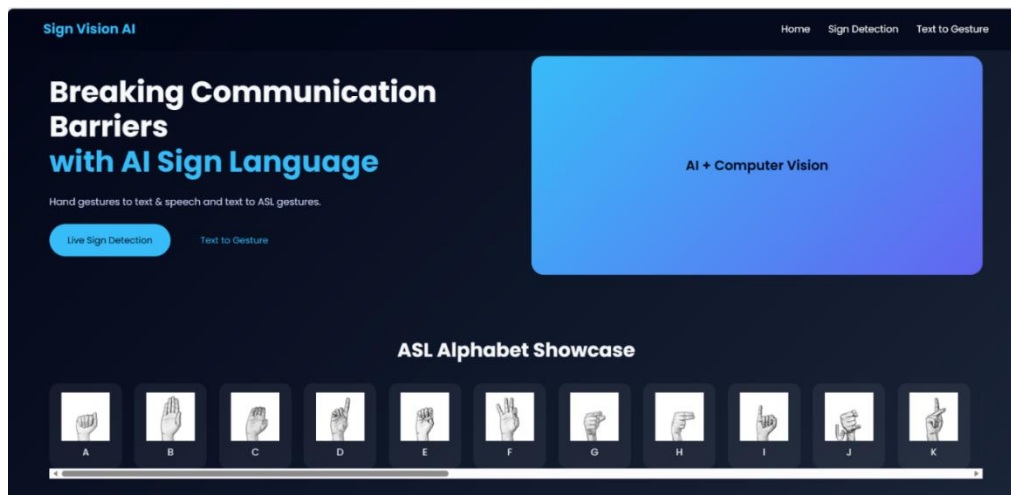 Sign Vision AI
Home
Sign Detection
Text to Gesture
Breaking Communication
Barriers
with AI Sign Language
Hand gestures to text & speech and text to ASL gestures.
Live Sign Detection
Text to Gesture
AI + Computer Vision
ASL Alphabet Showcase
A
B
C
D
E
F
G
H
I
J
K